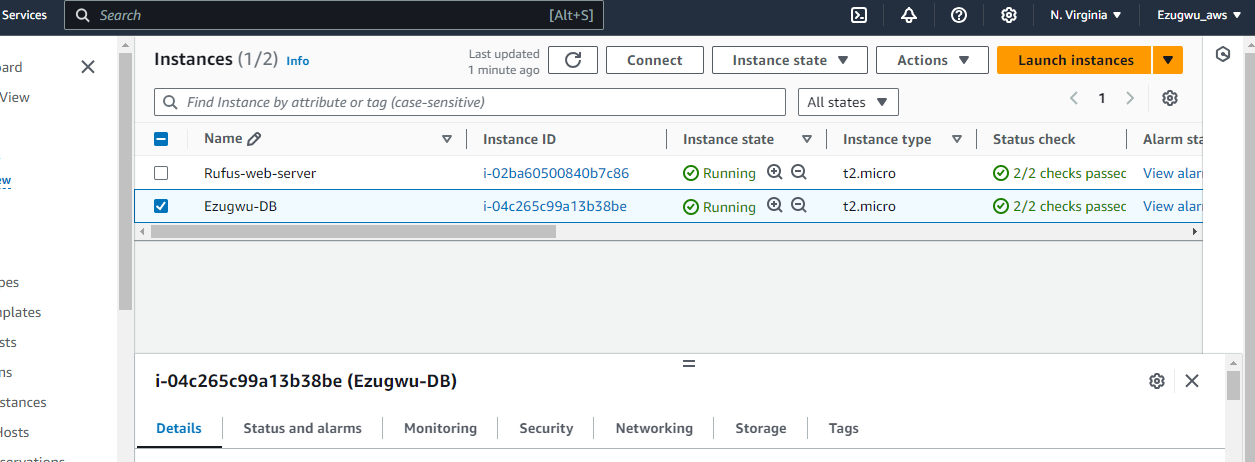 Services Search [Alt+S] N. Virginia Ezugwu_aws
Instances (1/2) Info Last updated 1 minute ago Connect Instance state Actions Launch instances
Find Instance by attribute or tag (case-sensitive) All states 1
Name Instance ID Instance state Instance type Status check Alarm sta
Rufus-web-server i-02ba60500840b7c86 Running t2.micro 2/2 checks passec View alar
Ezugwu-DB i-04c265c99a13b38be Running t2.micro 2/2 checks passec View alar
oard
View
ew
pes
mplates
sts
ns
stances
Hosts
servations
i-04c265c99a13b38be (Ezugwu-DB)
Details Status and alarms Monitoring Security Networking Storage Tags